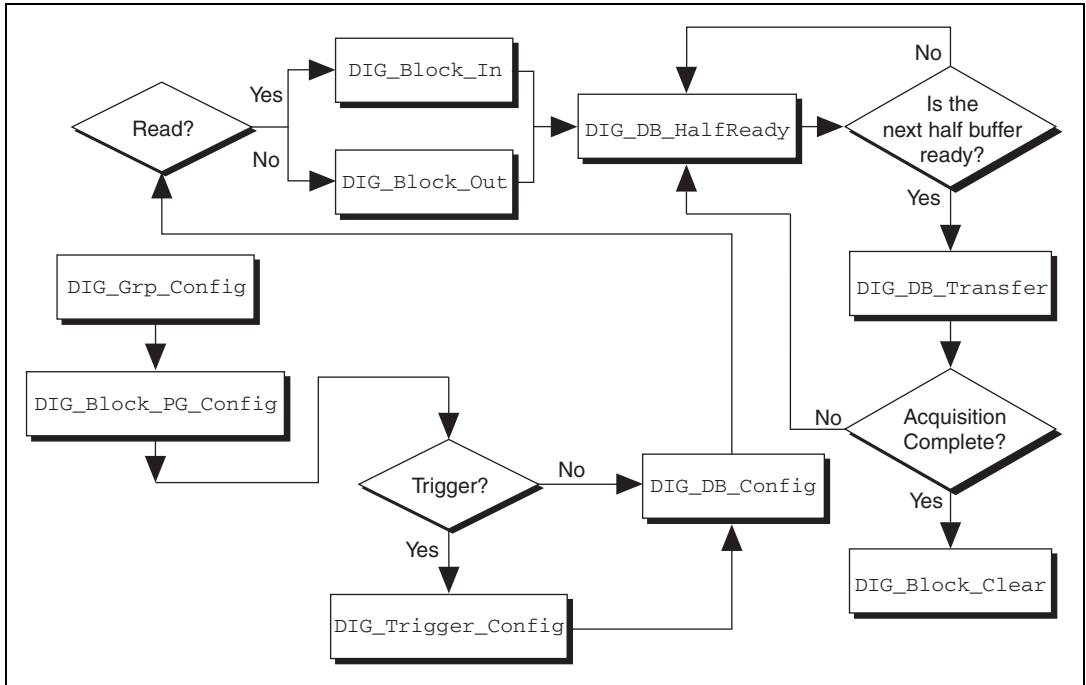 DIG_Block_In
No
Yes
Read?
DIG_DB_HalfReady
Is the
next half buffer
ready?
No
DIG_Block_Out
Yes
DIG_Grp_Config
DIG_DB_Transfer
DIG_Block_PG_Config
No
Acquisition
Complete?
Trigger?
No
DIG_DB_Config
Yes
Yes
DIG_Block_Clear
DIG_Trigger_Config